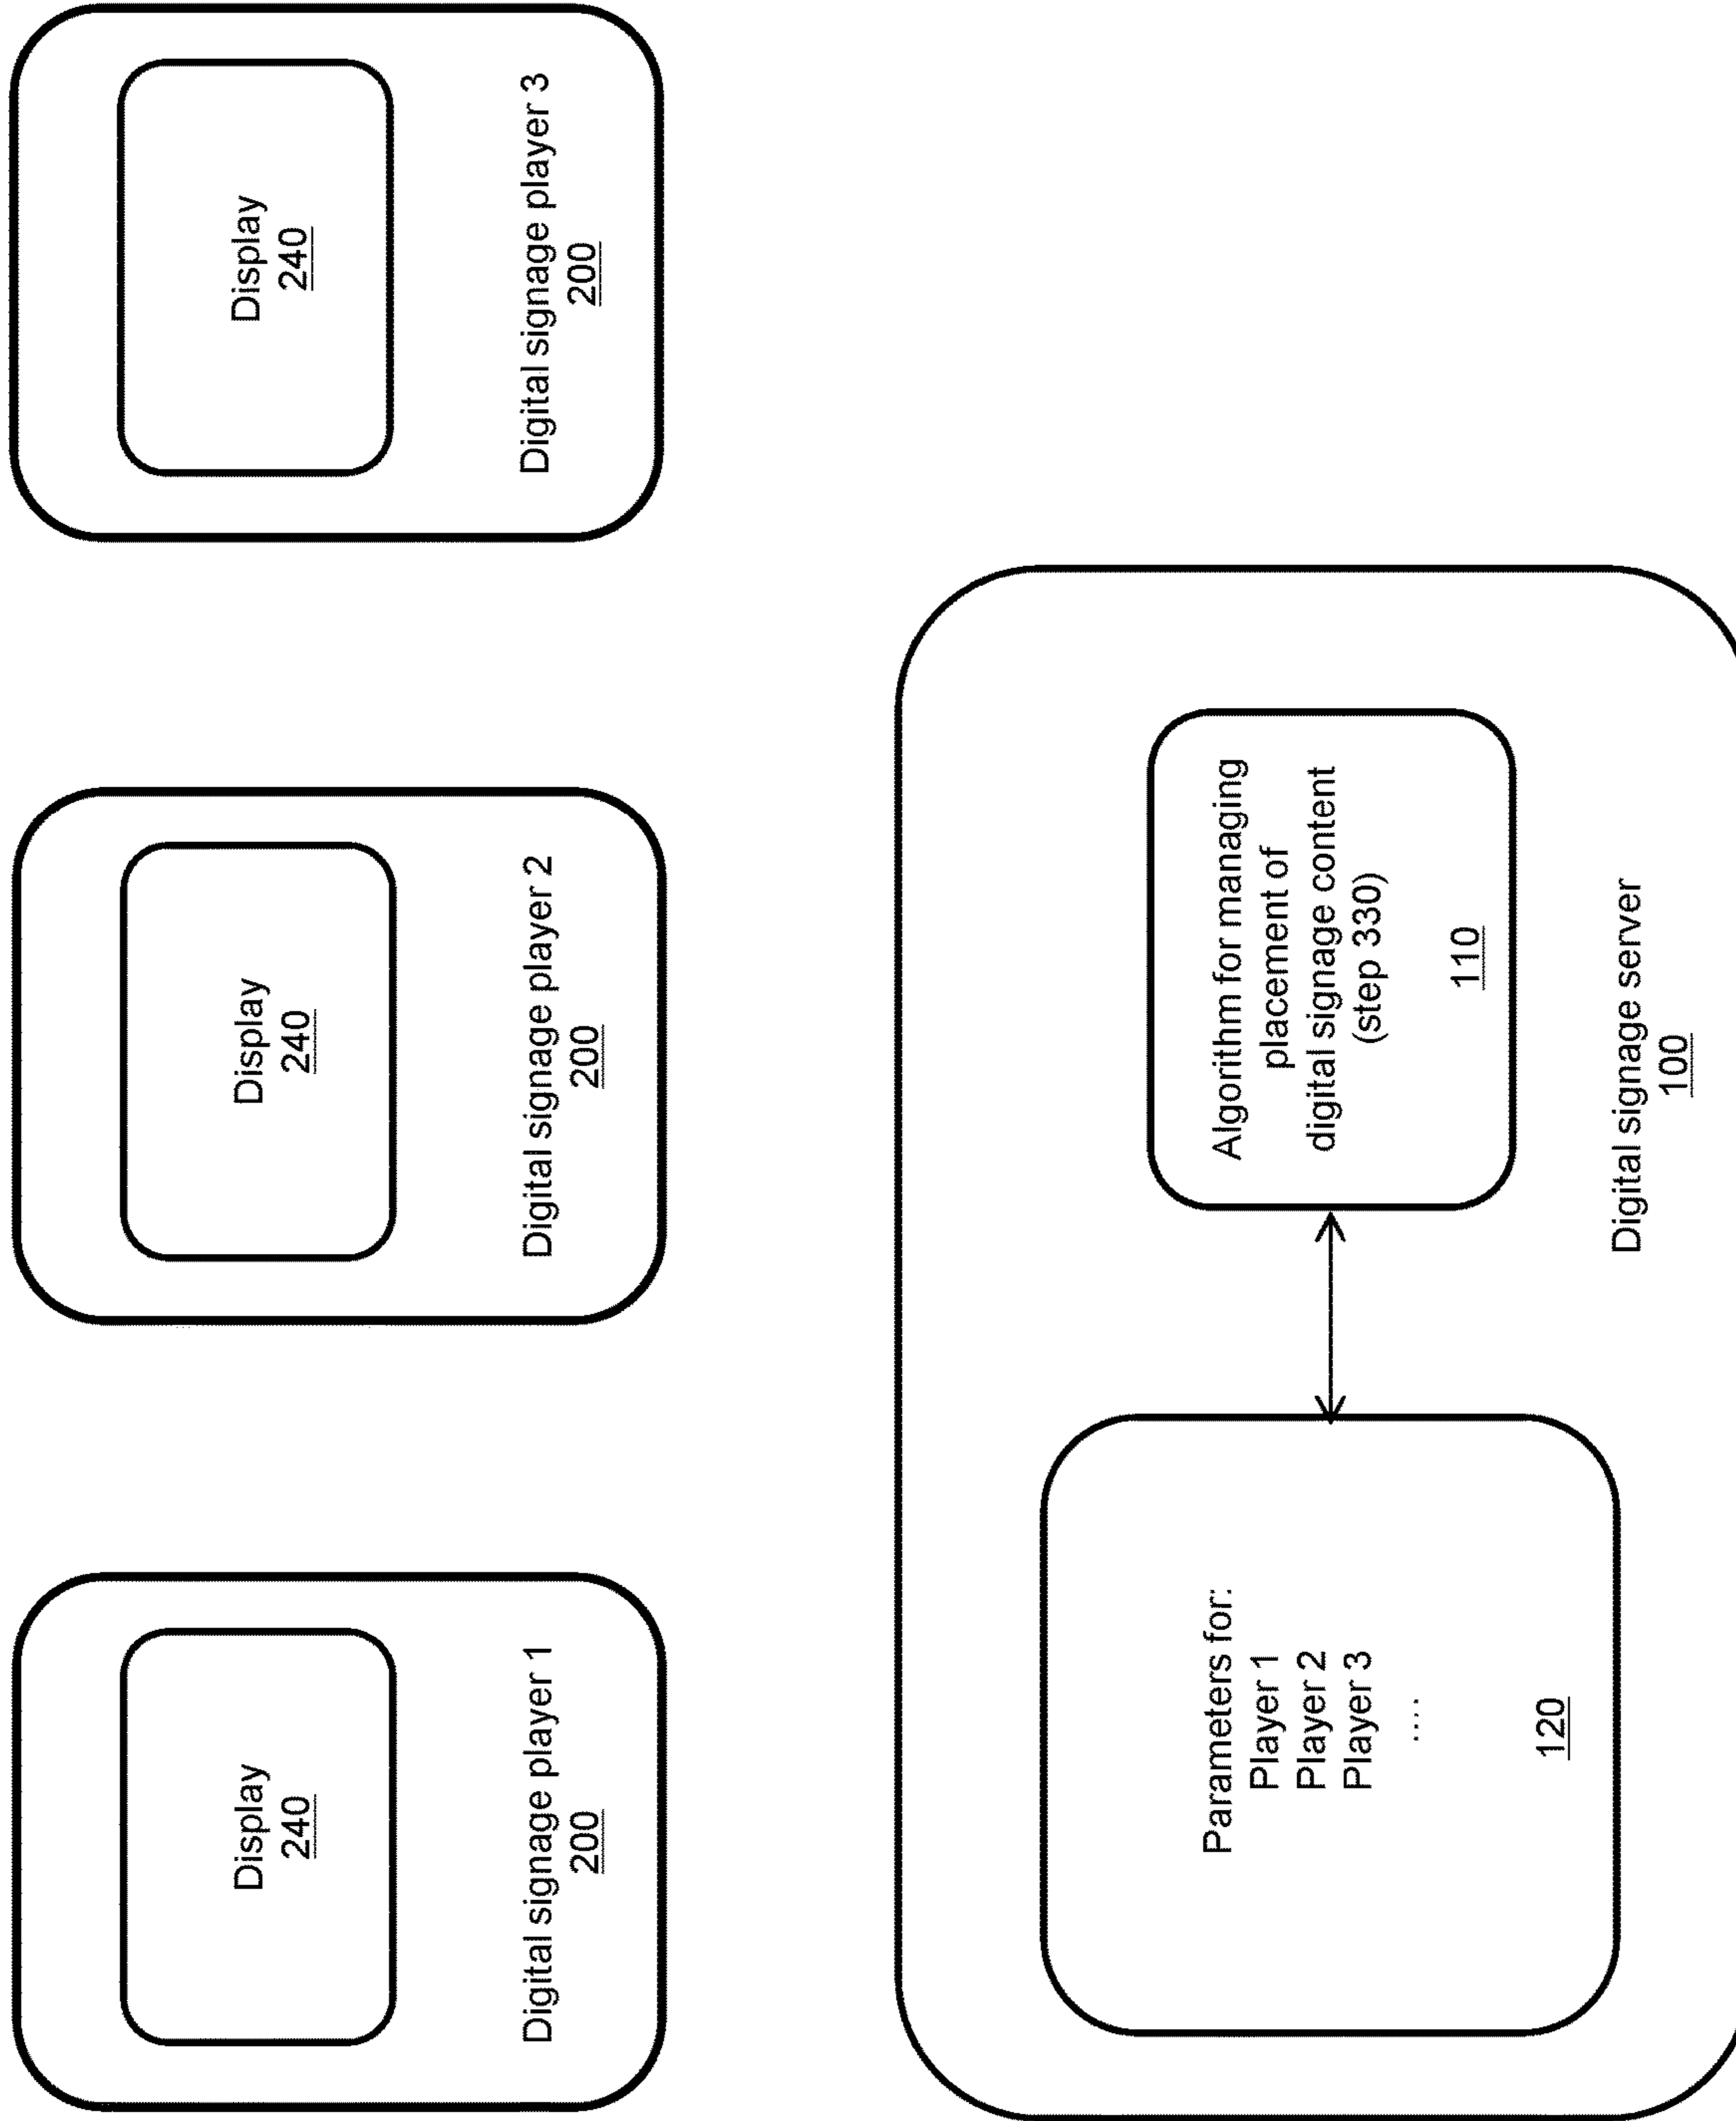 Display
240
Digital signage player 1
200
Display
240
Digital signage player 2
200
Display
240
Digital signage player 3
200
Parameters for:
Player 1
Player 2
Player 3
....
120
Algorithm for managing
placement of
digital signage content
(step 330)
110
Digital signage server
100